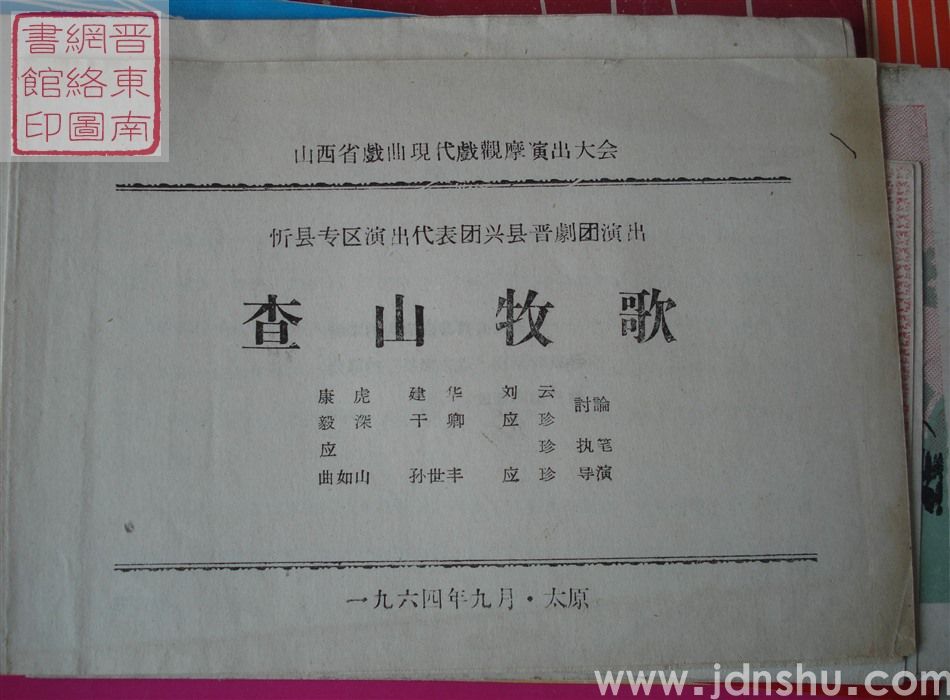 晋東南
網絡圖
書館印
山西省戲曲現代戲觀摩演出大会
忻县专区演出代表团兴县晋劇团演出
查山牧歌
康虎 建华 刘云
毅深 干卿 应珍 討論
应珍 执笔
曲如山 孙世丰 应珍 导演
一九六四年九月·太原
www.jdnshu.com